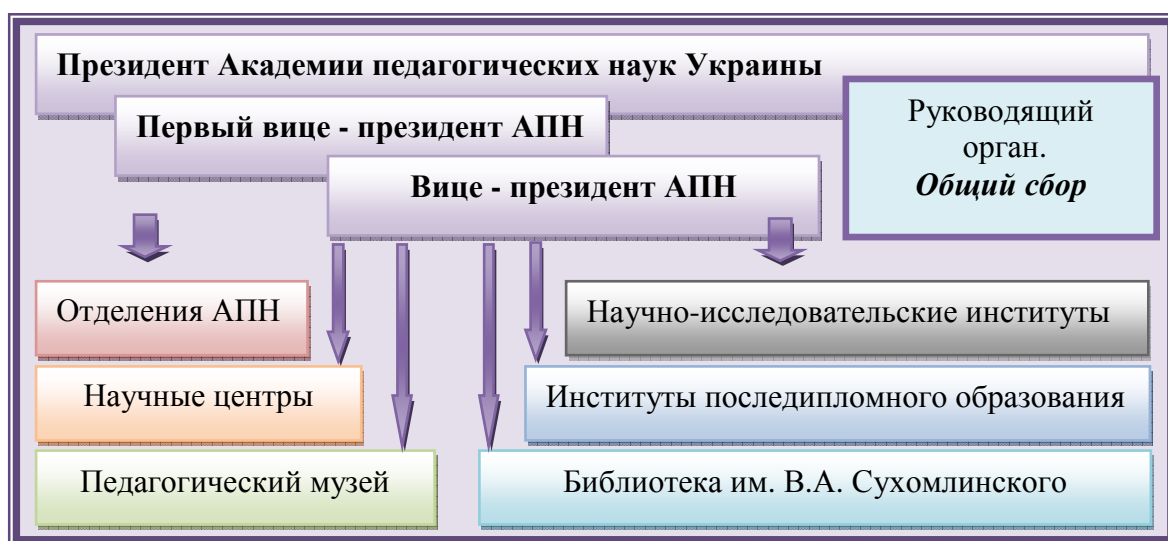 Президент Академии педагогических наук Украины
Первый вице - президент АПН
Вице - президент АПН
Руководящий
орган.
Общий сбор
Отделения АПН
Научно-исследовательские институты
Научные центры
Институты последипломного образования
Педагогический музей
Библиотека им. В.А. Сухомлинского